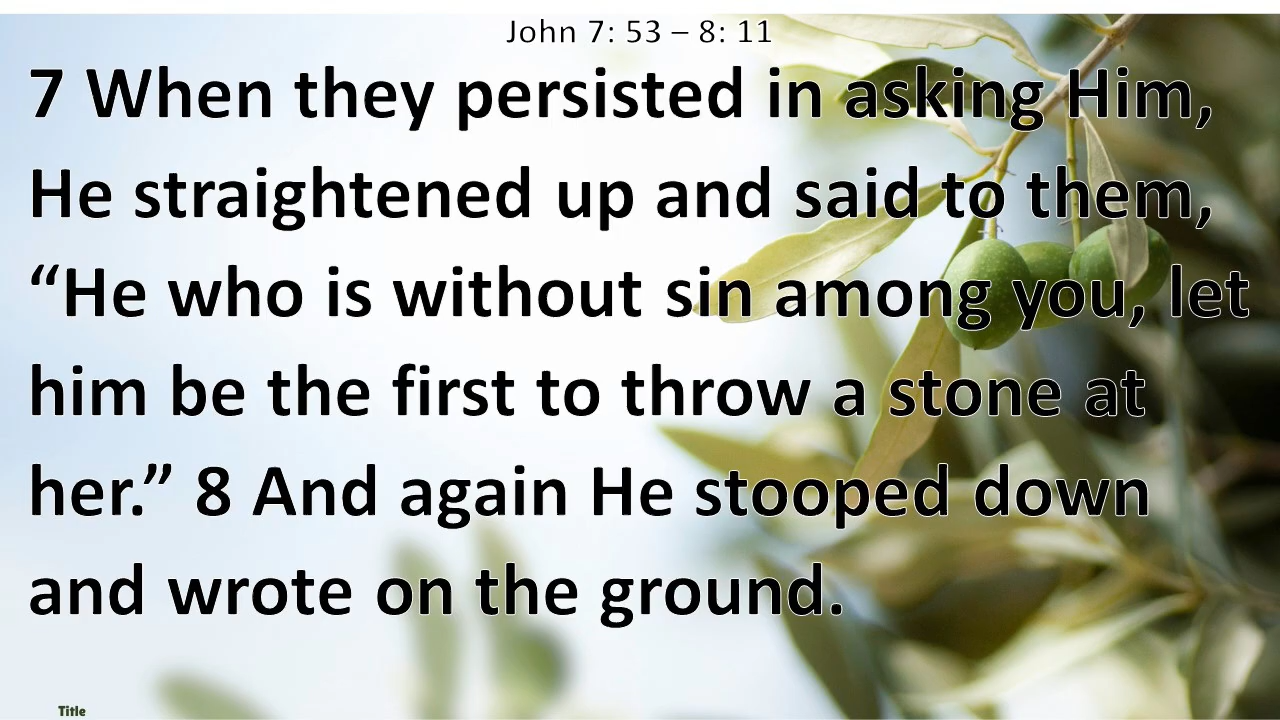 John 7: 53 – 8: 11
7 When they persisted in asking Him,
He straightened up and said to them,
“He who is without sin among you, let
him be the first to throw a stone at
her.” 8 And again He stooped down
and wrote on the ground.
Title